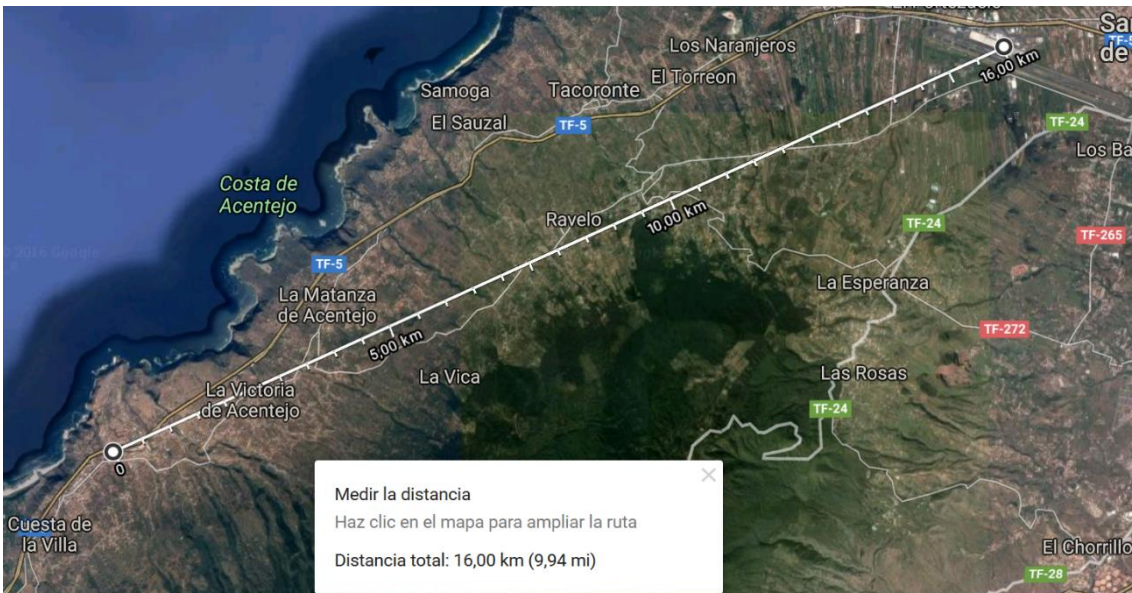 Los Naranjeros
El Torreon
Tacoronte
Samoga
El Sauzal
TF-5
16,00 km
TF-5
TF-24
Costa de
Acentejo
Ravelo
10,00 km
TF-24
TF-265
© 2016 Google
TF-5
La Esperanza
La Matanza
de Acentejo
5,00 km
TF-272
La Vica
Las Rosas
La Victoria
de Acentejo
TF-24
0
Medir la distancia
Haz clic en el mapa para ampliar la ruta
Distancia total: 16,00 km (9,94 mi)
Cuesta de
la Villa
El Chorrillo
TF-28